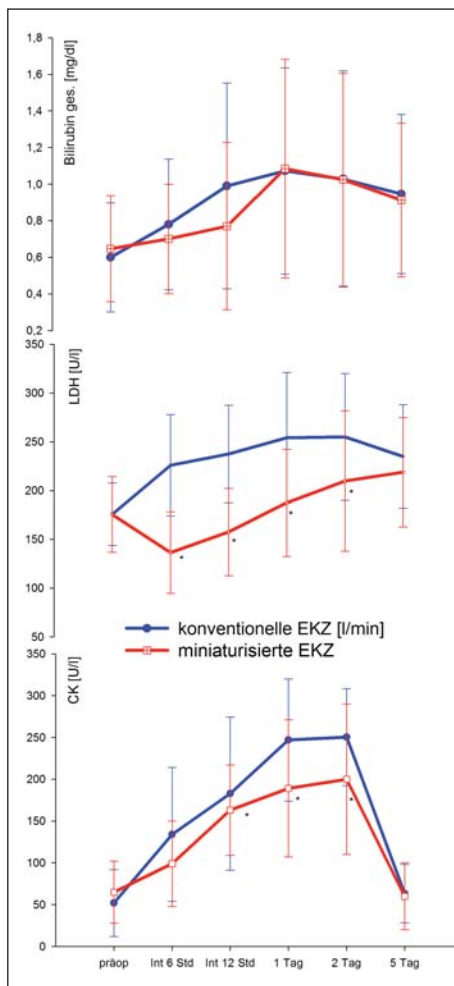 Bilirubin ges. [mg/dl]
1,8
1,6
1,4
1,2
1,0
0,8
0,6
0,4
0,2
LDH [U/l]
350
300
250
200
150
100
50
*
*
*
*
konventionelle EKZ [l/min]
miniaturisierte EKZ
CK [U/l]
350
300
250
200
150
100
50
0
*
*
*
präop
Int 6 Std
Int 12 Std
1 Tag
2 Tag
5 Tag